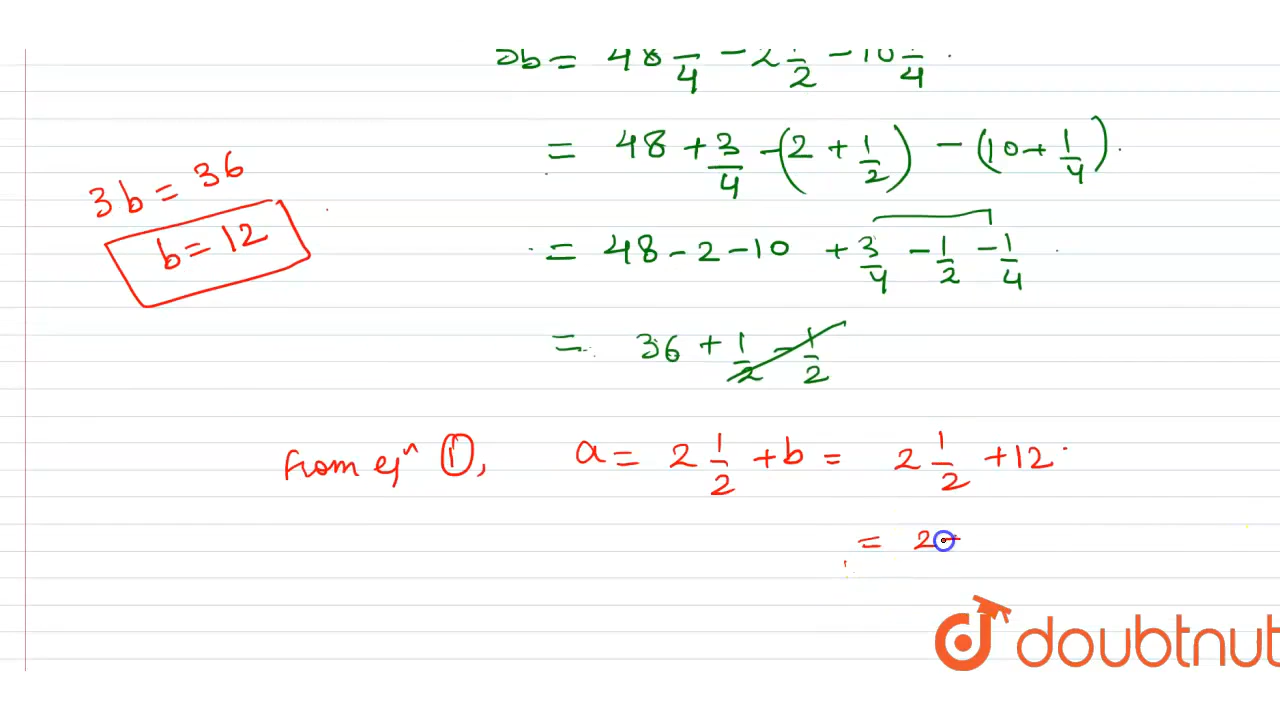 3b = 48 3/4 - 2 1/2 - 10 1/4
= 48 + 3/4 - (2 + 1/2) - (10 + 1/4)
3b = 36
b = 12
= 48 - 2 - 10 + 3/4 - 1/2 - 1/4
= 36 + 1/2 - 1/2
From eqn ①, a = 2 1/2 + b = 2 1/2 + 12
= 2 +
doubtnut